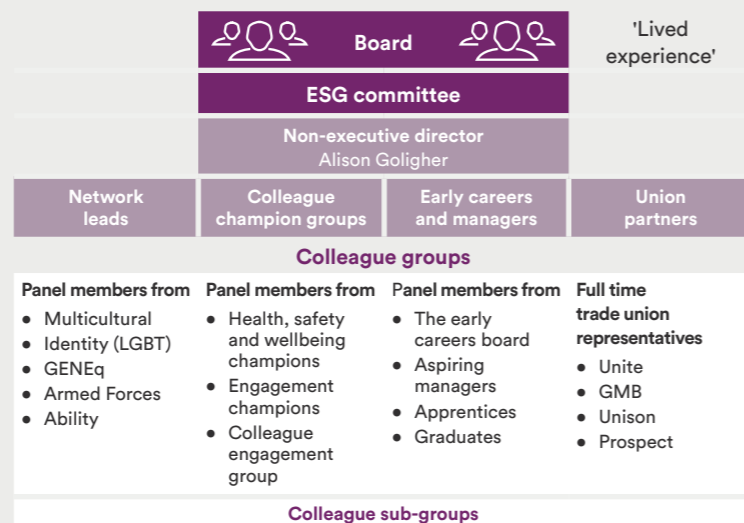 Board
'Lived
experience'
ESG committee
Non-executive director
Alison Goligher
Network
leads
Colleague
champion groups
Early careers
and managers
Union
partners
Colleague groups
Panel members from
• Multicultural
• Identity (LGBT)
• GENEq
• Armed Forces
• Ability
Panel members from
• Health, safety
and wellbeing
champions
• Engagement
champions
• Colleague
engagement
group
Panel members from
• The early
careers board
• Aspiring
managers
• Apprentices
• Graduates
Full time
trade union
representatives
• Unite
• GMB
• Unison
• Prospect
Colleague sub-groups